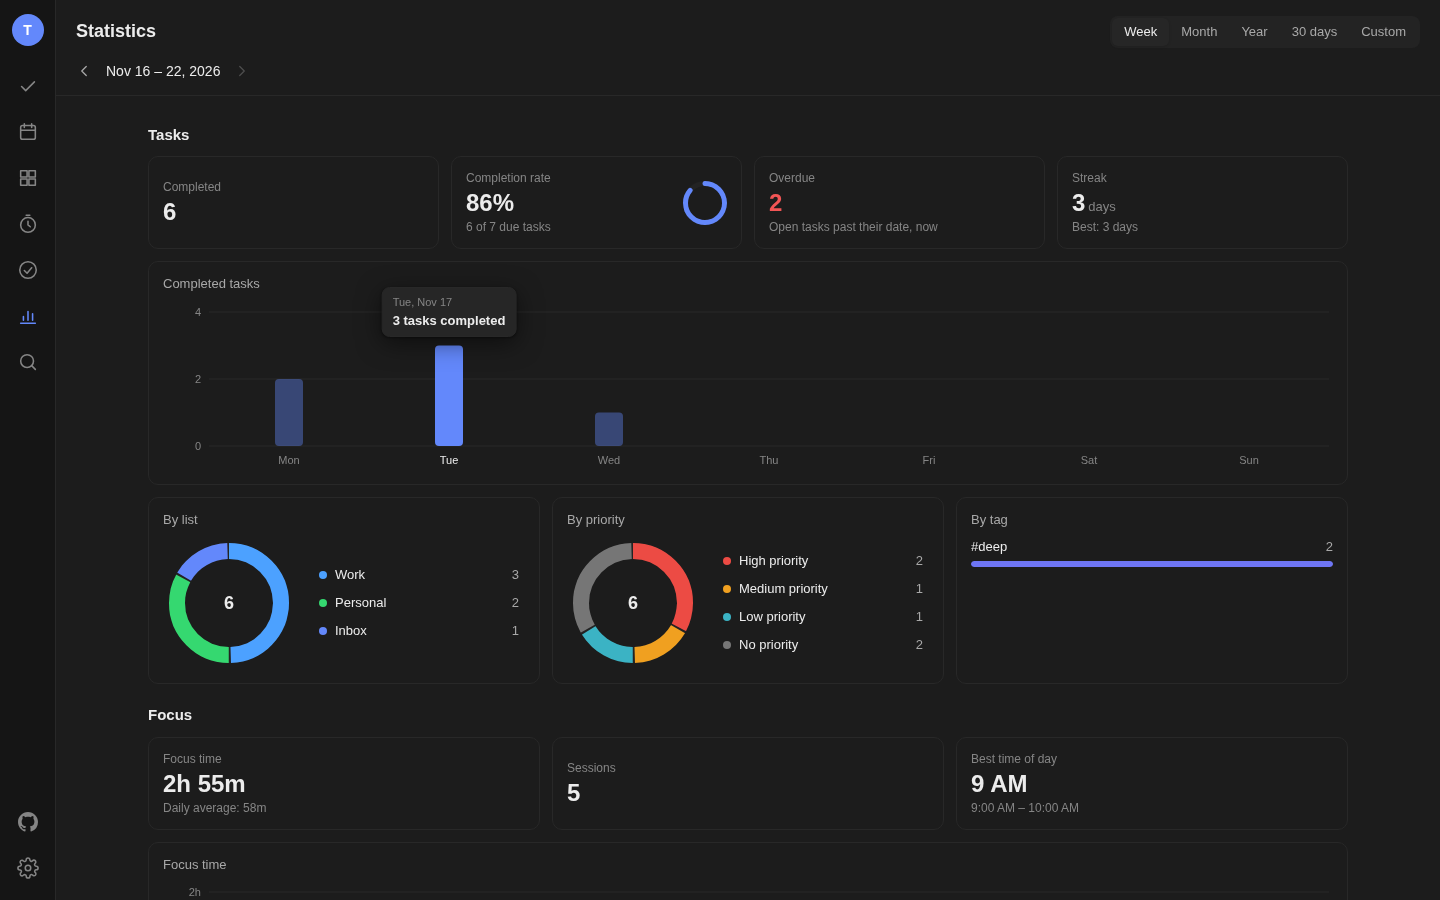 T
Statistics
Week
Month
Year
30 days
Custom
Nov 16 – 22, 2026
Tasks
Completed
6
Completion rate
86%
6 of 7 due tasks
Overdue
2
Open tasks past their date, now
Streak
3 days
Best: 3 days
Completed tasks
Tue, Nov 17
3 tasks completed
4
2
0
Mon
Tue
Wed
Thu
Fri
Sat
Sun
By list
6
Work 3
Personal 2
Inbox 1
By priority
6
High priority 2
Medium priority 1
Low priority 1
No priority 2
By tag
#deep 2
Focus
Focus time
2h 55m
Daily average: 58m
Sessions
5
Best time of day
9 AM
9:00 AM – 10:00 AM
Focus time
2h